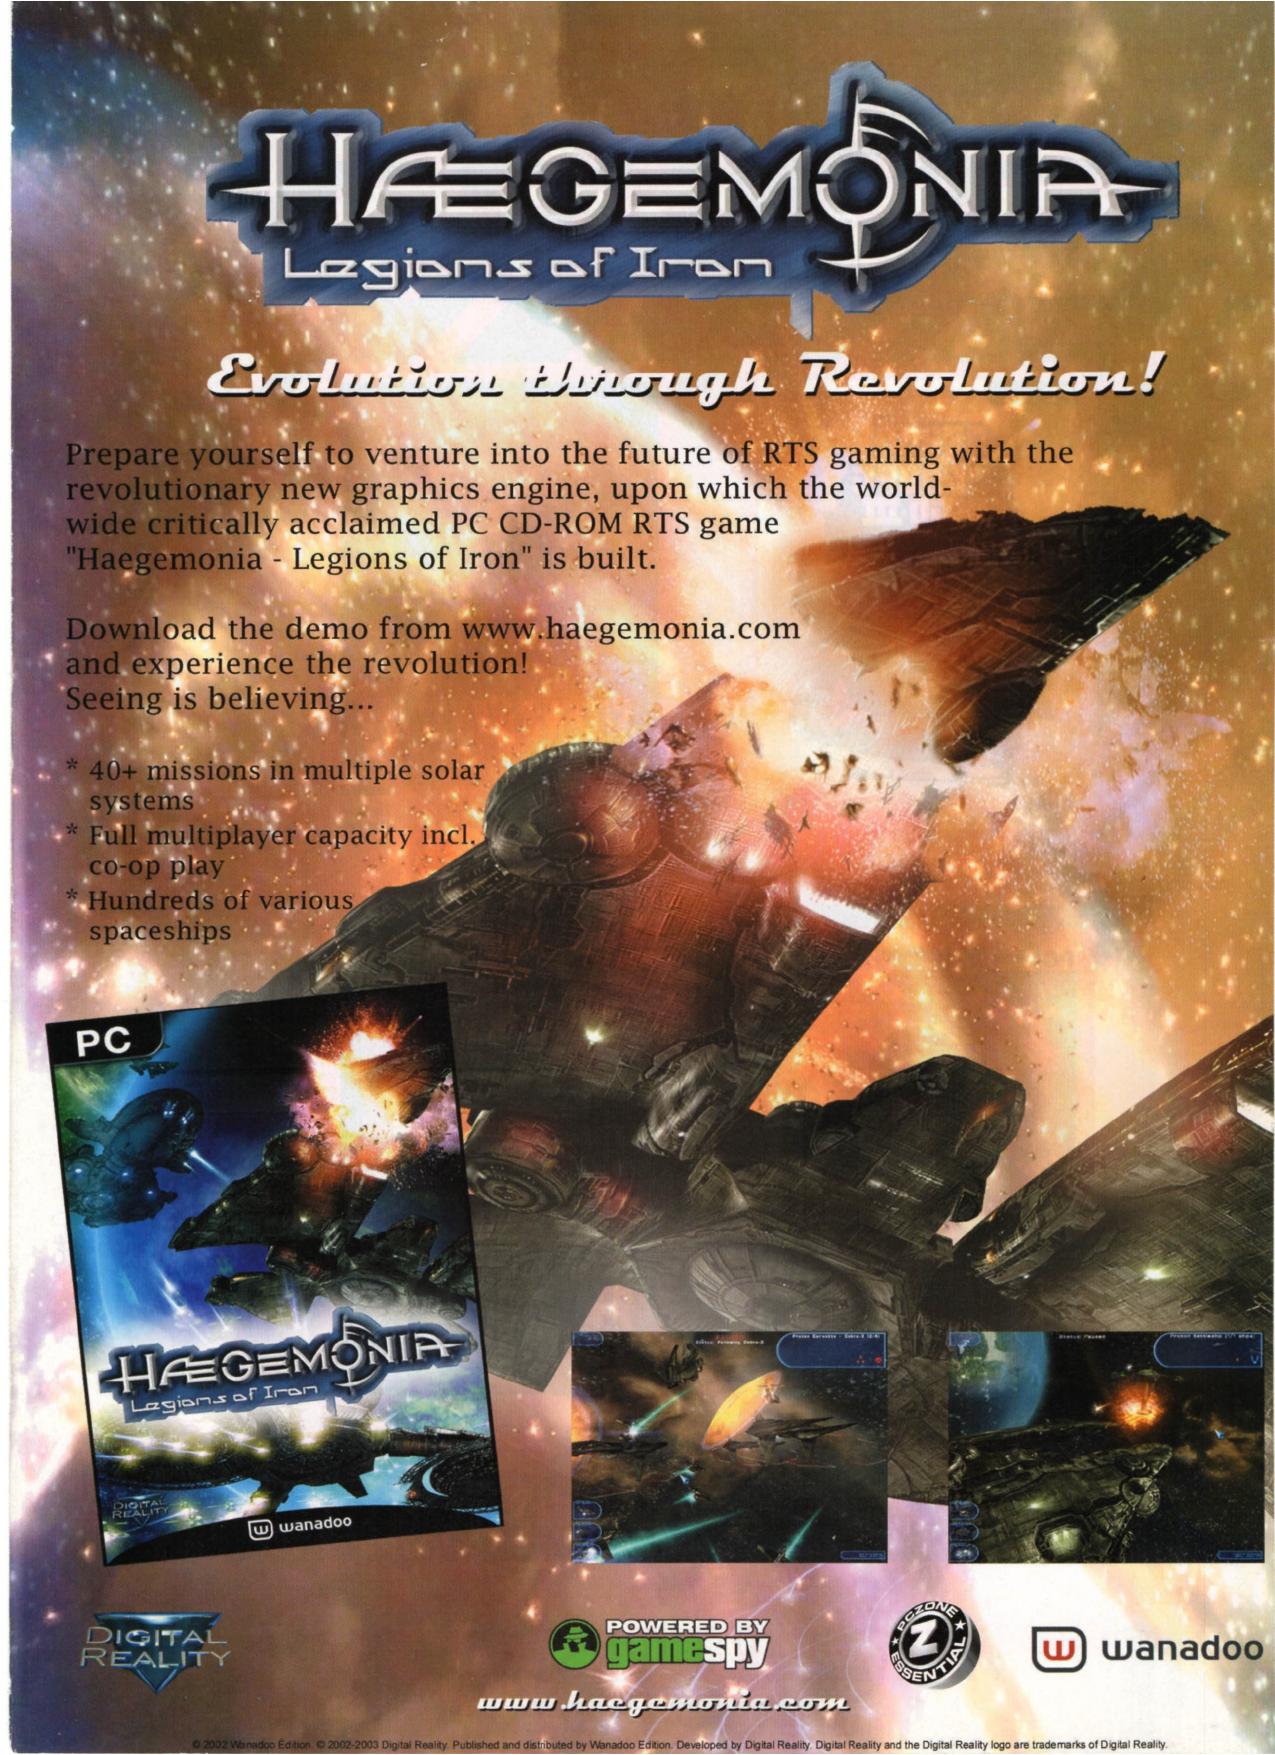 HÆGEMONIA
Legions of Iron
Evolution through Revolution!
Prepare yourself to venture into the future of RTS gaming with the
revolutionary new graphics engine, upon which the world-
wide critically acclaimed PC CD-ROM RTS game
"Haegemonia - Legions of Iron" is built.
Download the demo from www.haegemonia.com
and experience the revolution!
Seeing is believing...
* 40+ missions in multiple solar
systems
* Full multiplayer capacity incl.
co-op play
* Hundreds of various
spaceships
PC
HÆGEMONIA
Legions of Iron
DIGITAL
REALITY
wanadoo
Status: Paused
DIGITAL
REALITY
POWERED BY
gamespy
PCZONE
Z
ESSENTIAL
wanadoo
www.haegemonia.com
© 2002 Wanadoo Edition. © 2002-2003 Digital Reality. Published and distributed by Wanadoo Edition. Developed by Digital Reality. Digital Reality and the Digital Reality logo are trademarks of Digital Reality.